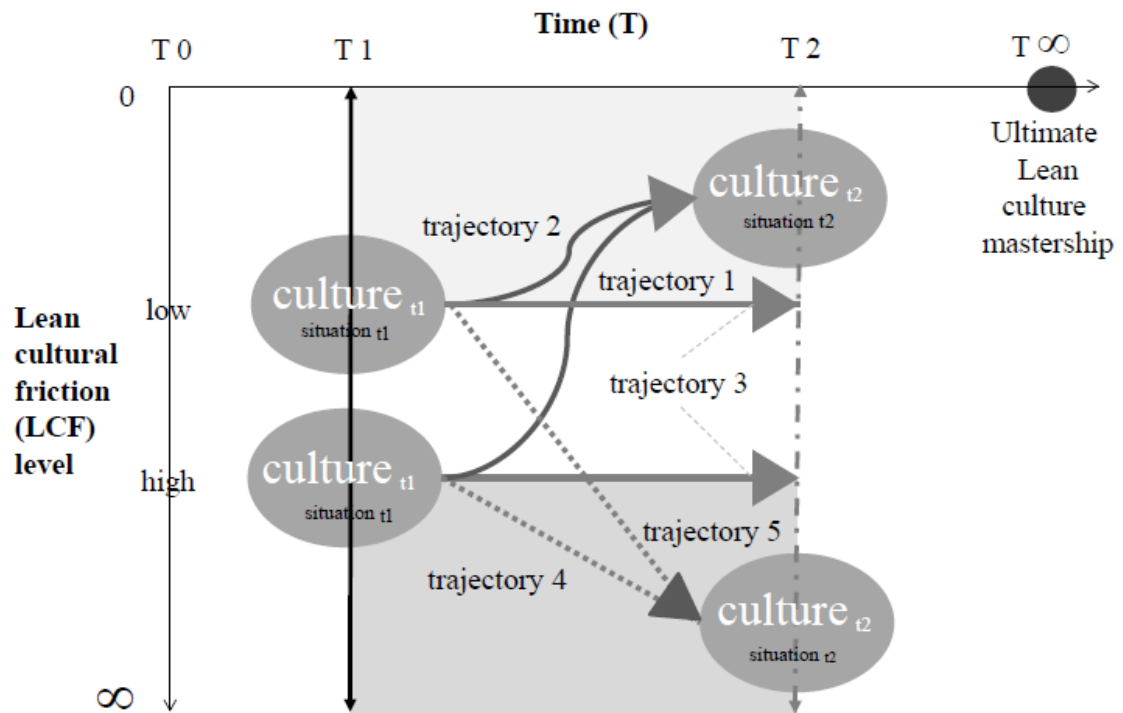 Time (T)
T 0
T 1
T 2
T ∞
0
Ultimate
Lean
culture
mastership
culture t2
situation t2
trajectory 2
trajectory 1
culture t1
situation t1
low
Lean
cultural
friction
(LCF)
level
trajectory 3
culture t1
situation t1
high
trajectory 5
trajectory 4
culture t2
situation t2
∞